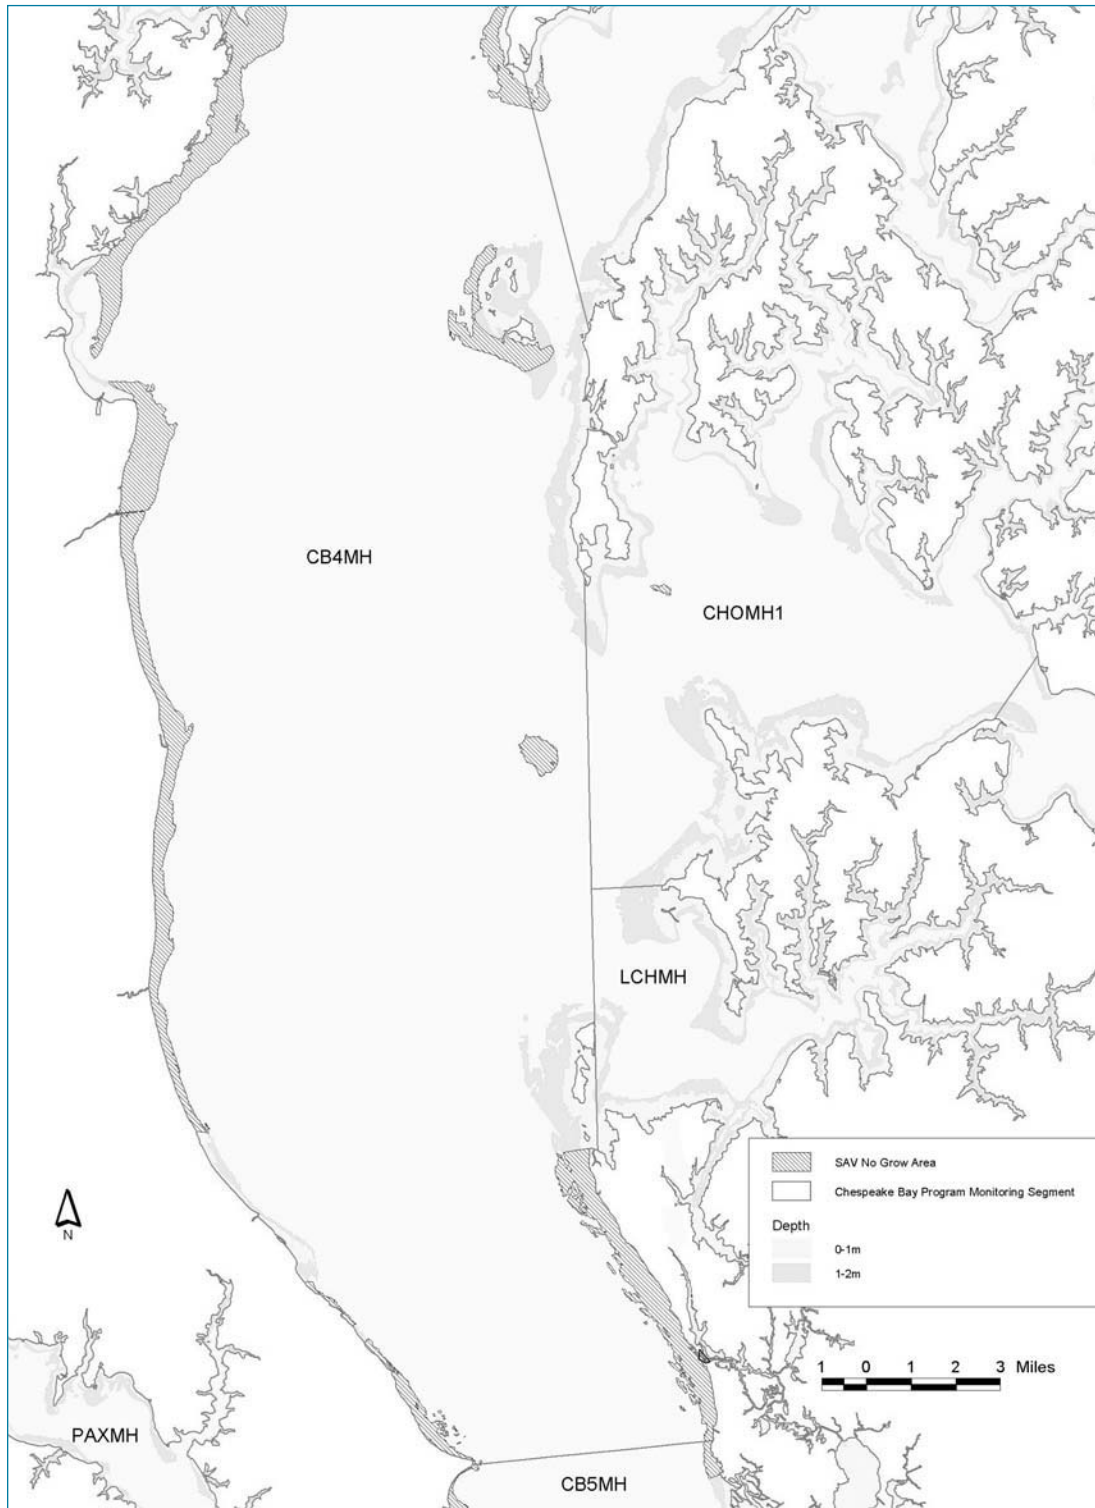 CB4MH
CHOMH1
LCHMH
SAV No Grow Area
Chespeake Bay Program Monitoring Segment
Depth
0-1m
1-2m
N
1 0 1 2 3 Miles
PAXMH
CB5MH